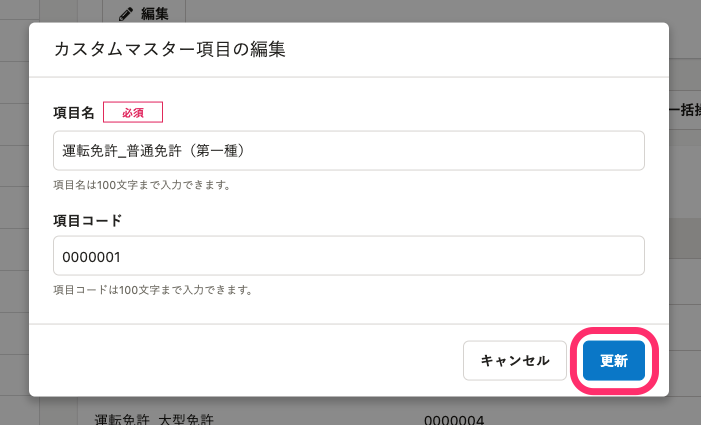 編集
カスタムマスター項目の編集
項目名 必須
運転免許_普通免許（第一種）
項目名は100文字まで入力できます。
項目コード
0000001
項目コードは100文字まで入力できます。
キャンセル 更新
一括操
運転免許_大型免許 0000004